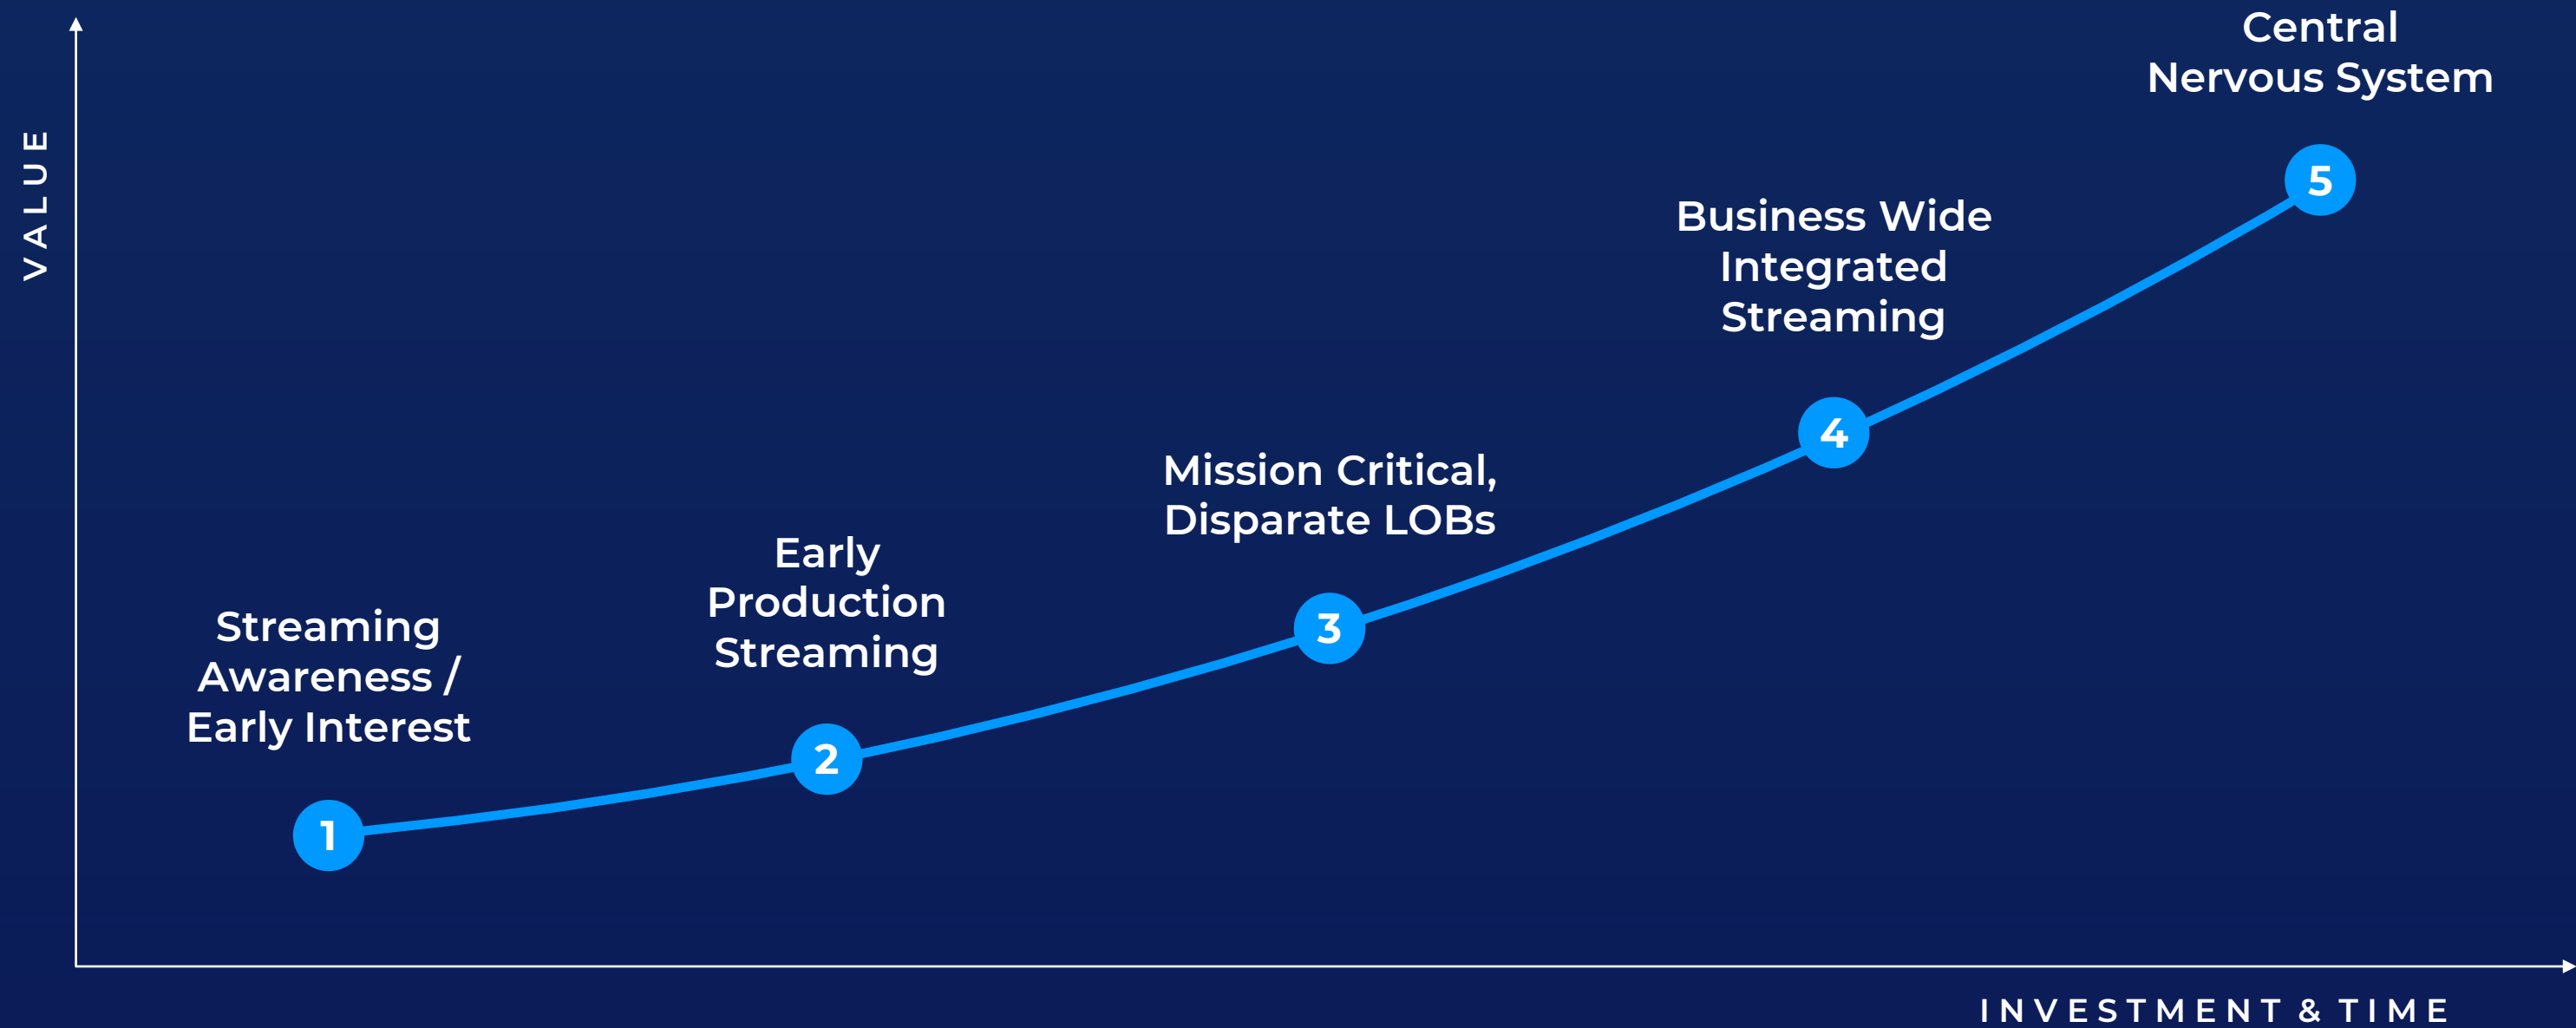 VALUE
Streaming
Awareness /
Early Interest
1
Early
Production
Streaming
2
Mission Critical,
Disparate LOBs
3
Business Wide
Integrated
Streaming
4
Central
Nervous System
5
INVESTMENT & TIME